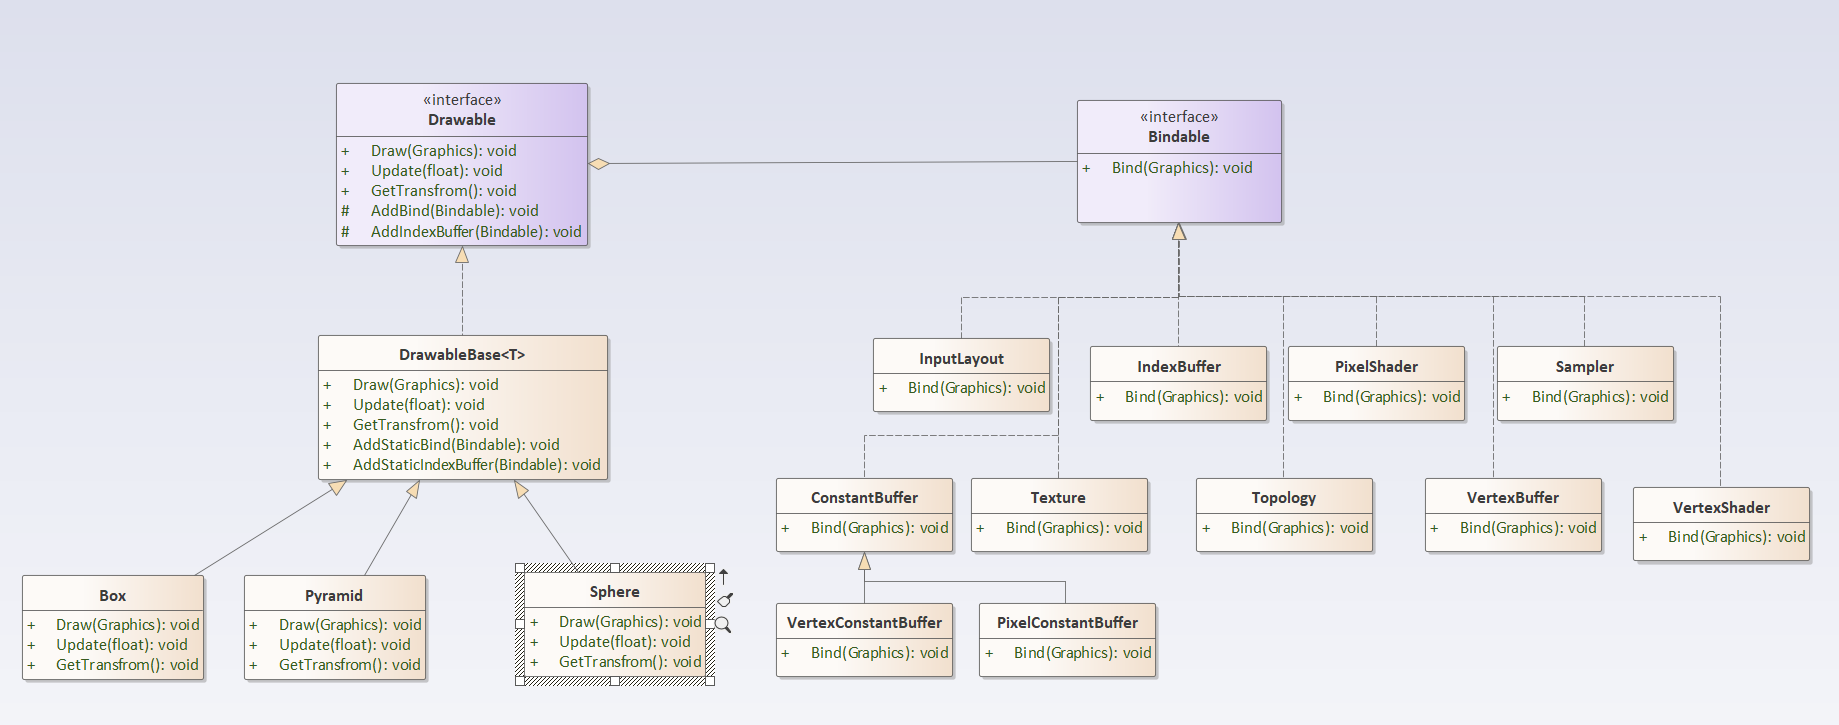 «interface»
Drawable
+ Draw(Graphics): void
+ Update(float): void
+ GetTransfrom(): void
# AddBind(Bindable): void
# AddIndexBuffer(Bindable): void
«interface»
Bindable
+ Bind(Graphics): void
DrawableBase<T>
+ Draw(Graphics): void
+ Update(float): void
+ GetTransfrom(): void
+ AddStaticBind(Bindable): void
+ AddStaticIndexBuffer(Bindable): void
InputLayout
+ Bind(Graphics): void
IndexBuffer
+ Bind(Graphics): void
PixelShader
+ Bind(Graphics): void
Sampler
+ Bind(Graphics): void
ConstantBuffer
+ Bind(Graphics): void
Texture
+ Bind(Graphics): void
Topology
+ Bind(Graphics): void
VertexBuffer
+ Bind(Graphics): void
VertexShader
+ Bind(Graphics): void
Box
+ Draw(Graphics): void
+ Update(float): void
+ GetTransfrom(): void
Pyramid
+ Draw(Graphics): void
+ Update(float): void
+ GetTransfrom(): void
Sphere
+ Draw(Graphics): void
+ Update(float): void
+ GetTransfrom(): void
VertexConstantBuffer
+ Bind(Graphics): void
PixelConstantBuffer
+ Bind(Graphics): void